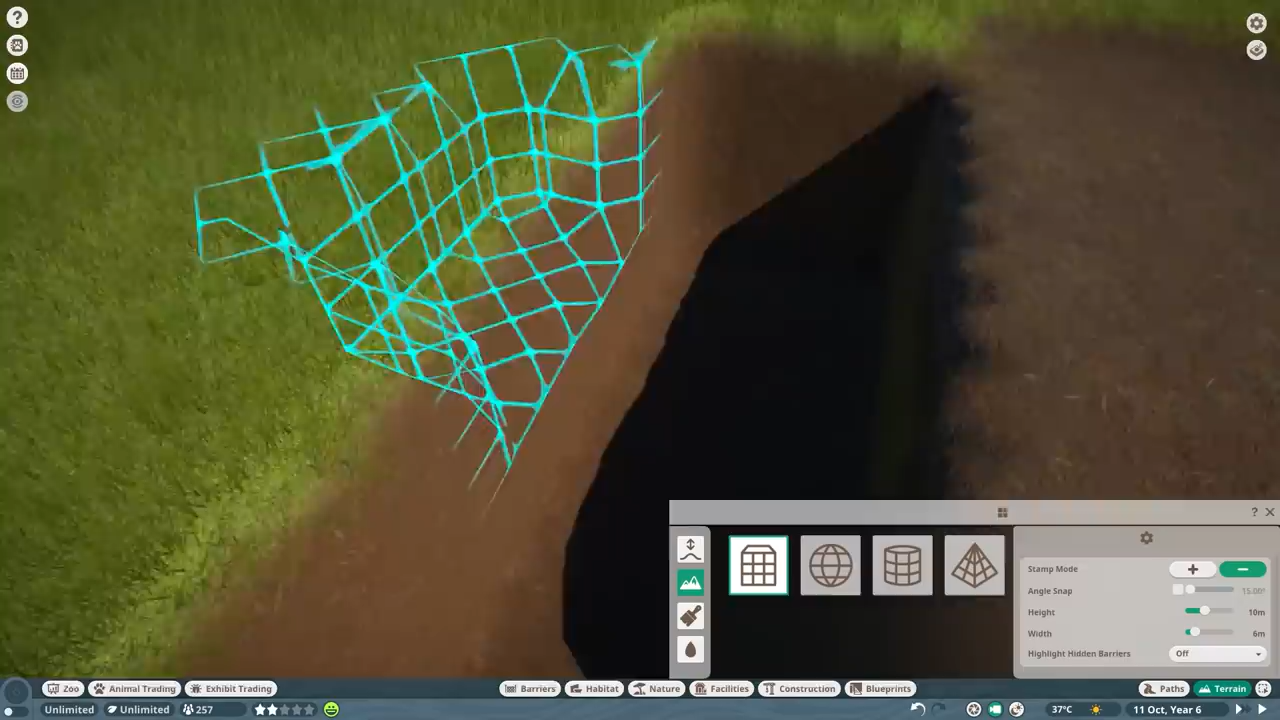 ?
?
Stamp Mode + −
Angle Snap 15.00°
Height 10m
Width 6m
Highlight Hidden Barriers Off
Zoo Animal Trading Exhibit Trading Barriers Habitat Nature Facilities Construction Blueprints Paths Terrain
Unlimited Unlimited 257 37°C 11 Oct, Year 6